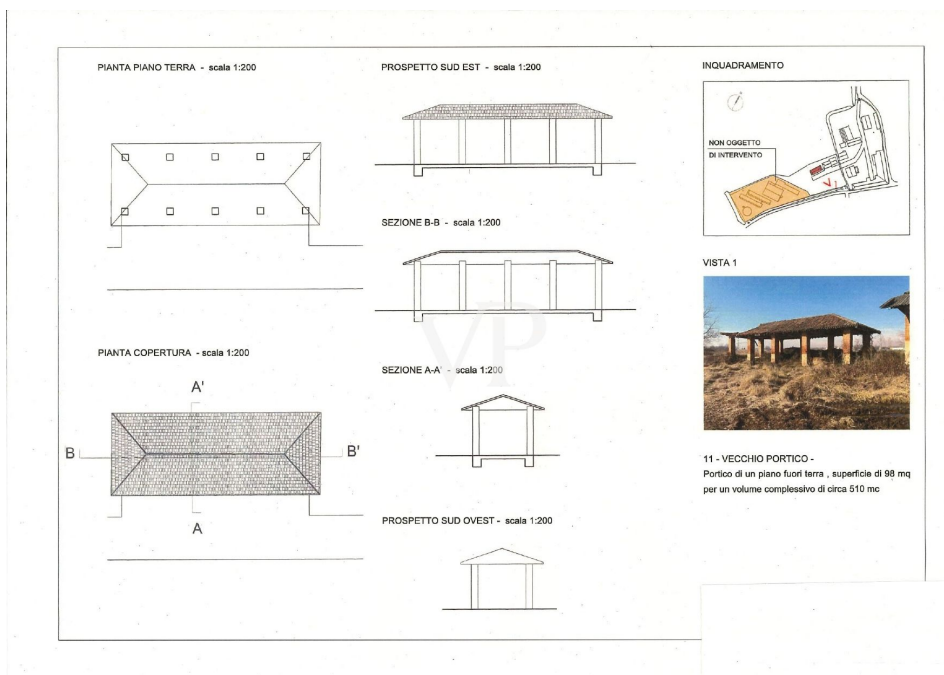 PIANTA PIANO TERRA - scala 1:200
PROSPETTO SUD EST - scala 1:200
SEZIONE B-B - scala 1:200
PIANTA COPERTURA - scala 1:200
A'
B
B'
A
SEZIONE A-A' - scala 1:200
PROSPETTO SUD OVEST - scala 1:200
INQUADRAMENTO
NON OGGETTO
DI INTERVENTO
1
VISTA 1
11 - VECCHIO PORTICO -
Portico di un piano fuori terra , superficie di 98 mq
per un volume complessivo di circa 510 mc
VP